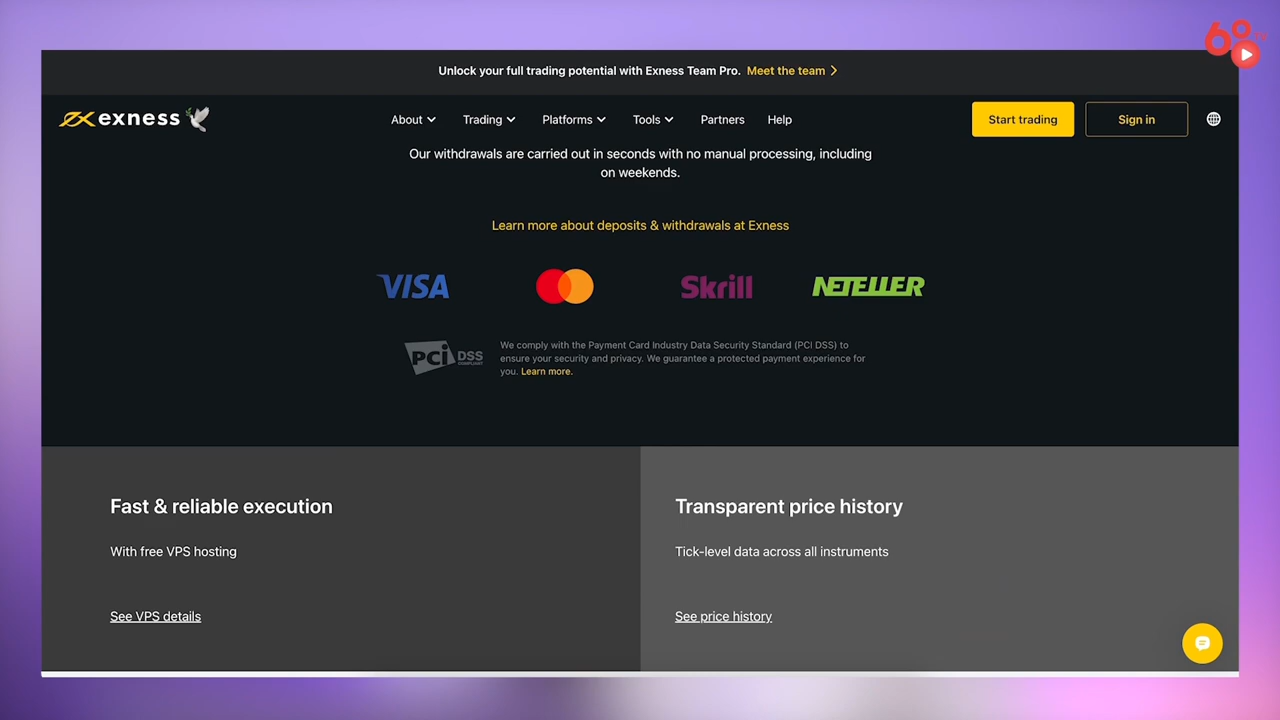 Unlock your full trading potential with Exness Team Pro. Meet the team
exness
About
Trading
Platforms
Tools
Partners
Help
Start trading
Sign in
Our withdrawals are carried out in seconds with no manual processing, including
on weekends.
Learn more about deposits & withdrawals at Exness
VISA
Skrill
NETELLER
PCI DSS
COMPLIANT
We comply with the Payment Card Industry Data Security Standard (PCI DSS) to
ensure your security and privacy. We guarantee a protected payment experience for
you. Learn more.
Fast & reliable execution
With free VPS hosting
See VPS details
Transparent price history
Tick-level data across all instruments
See price history